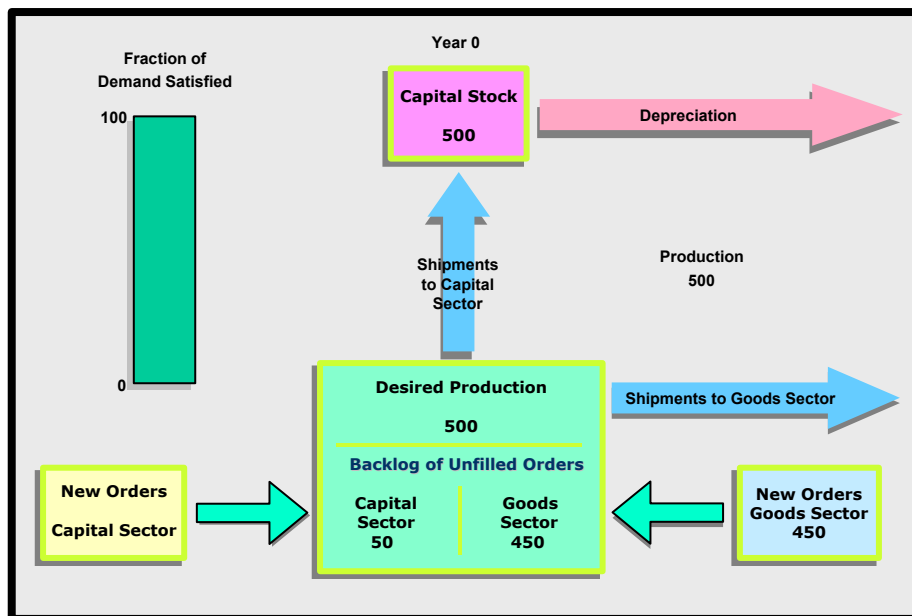 Year 0
Fraction of
Demand Satisfied
100
0
Capital Stock
500
Depreciation
Shipments
to Capital
Sector
Production
500
Desired Production
500
Shipments to Goods Sector
Backlog of Unfilled Orders
Capital
Sector
50
Goods
Sector
450
New Orders
Capital Sector
New Orders
Goods Sector
450